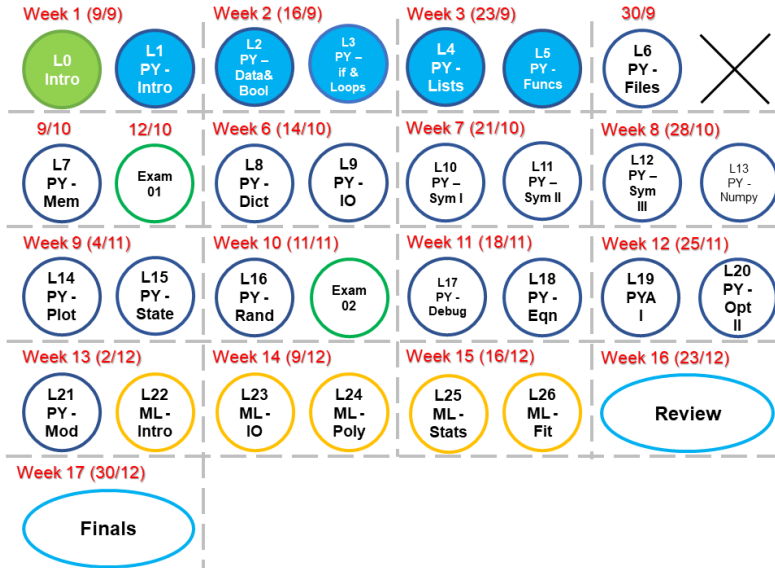 Week 1 (9/9)
L0
Intro
L1
PY -
Intro
Week 2 (16/9)
L2
PY –
Data&
Bool
L3
PY –
if &
Loops
Week 3 (23/9)
L4
PY -
Lists
L5
PY -
Funcs
30/9
L6
PY -
Files
9/10
L7
PY -
Mem
12/10
Exam
01
Week 6 (14/10)
L8
PY -
Dict
L9
PY -
IO
Week 7 (21/10)
L10
PY –
Sym I
L11
PY –
Sym II
Week 8 (28/10)
L12
PY –
Sym
III
L13
PY -
Numpy
Week 9 (4/11)
L14
PY -
Plot
L15
PY -
State
Week 10 (11/11)
L16
PY -
Rand
Exam
02
Week 11 (18/11)
L17
PY -
Debug
L18
PY -
Eqn
Week 12 (25/11)
L19
PYA
I
L20
PY -
Opt
II
Week 13 (2/12)
L21
PY -
Mod
L22
ML -
Intro
Week 14 (9/12)
L23
ML -
IO
L24
ML -
Poly
Week 15 (16/12)
L25
ML -
Stats
L26
ML -
Fit
Week 16 (23/12)
Review
Week 17 (30/12)
Finals